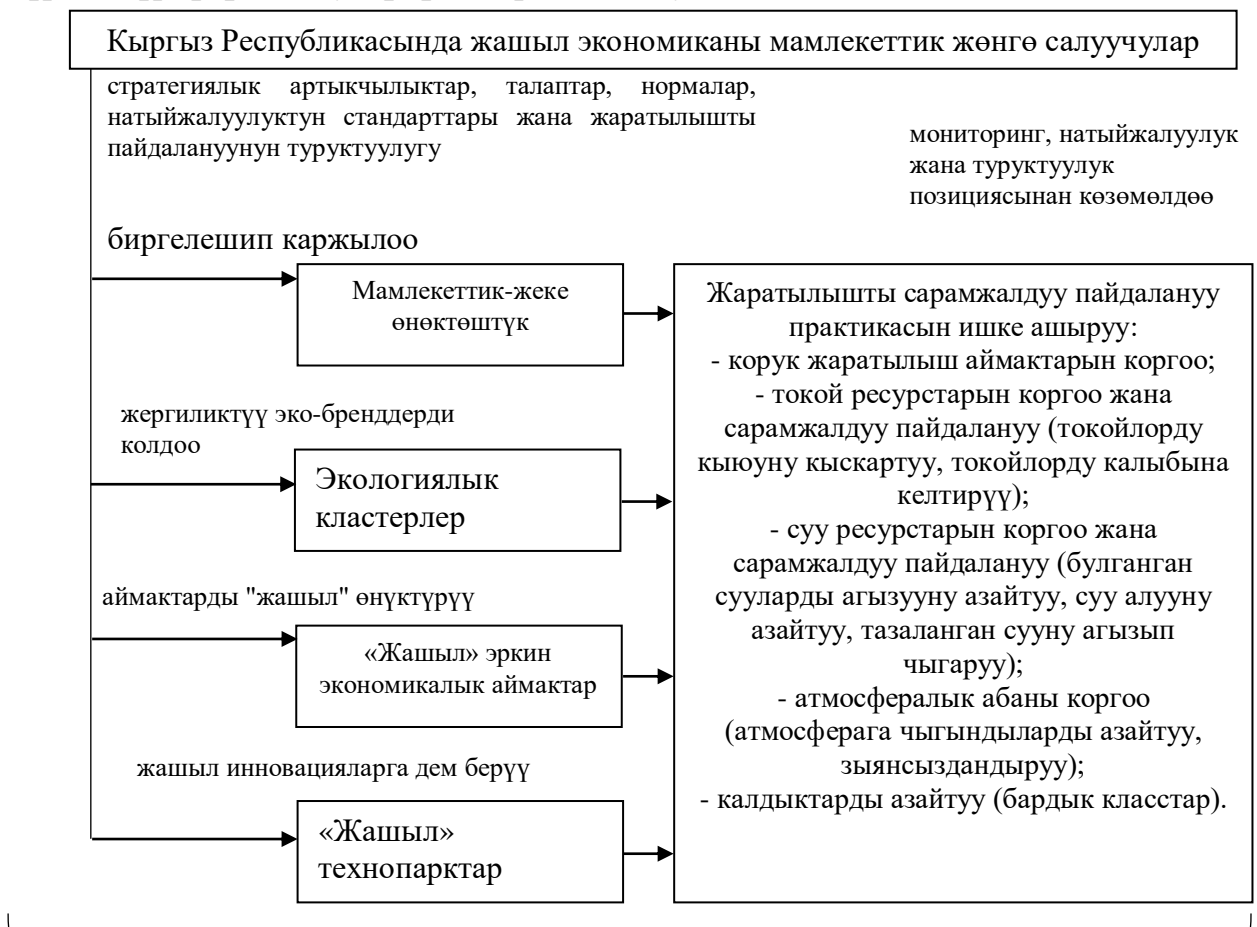 Кыргыз Республикасында жашыл экономиканы мамлекеттик жөнгө салуучулар
стратегиялык артыкчылыктар, талаптар, нормалар,
натыйжалуулуктун стандарттары жана жаратылышты
пайдалануунун туруктуулугу
мониторинг, натыйжалуулук
жана туруктуулук
позициясынан көзөмөлдөө
биргелешип каржылоо
Мамлекеттик-жеке
өнөктөштүк
жергиликтүү эко-бренддерди
колдоо
Экологиялык
кластерлер
аймактарды "жашыл" өнүктүрүү
«Жашыл» эркин
экономикалык аймактар
жашыл инновацияларга дем берүү
«Жашыл»
технопарктар
Жаратылышты сарамжалдуу пайдалануу
практикасын ишке ашыруу:
- корук жаратылыш аймактарын коргоо;
- токой ресурстарын коргоо жана
сарамжалдуу пайдалануу (токойлорду
кыюуну кыскартуу, токойлорду калыбына
келтирүү);
- суу ресурстарын коргоо жана
сарамжалдуу пайдалануу (булганган
сууларды агызууну азайтуу, суу алууну
азайтуу, тазаланган сууну агызып
чыгаруу);
- атмосфералык абаны коргоо
(атмосферага чыгындыларды азайтуу,
зыянсыздандыруу);
- калдыктарды азайтуу (бардык класстар).